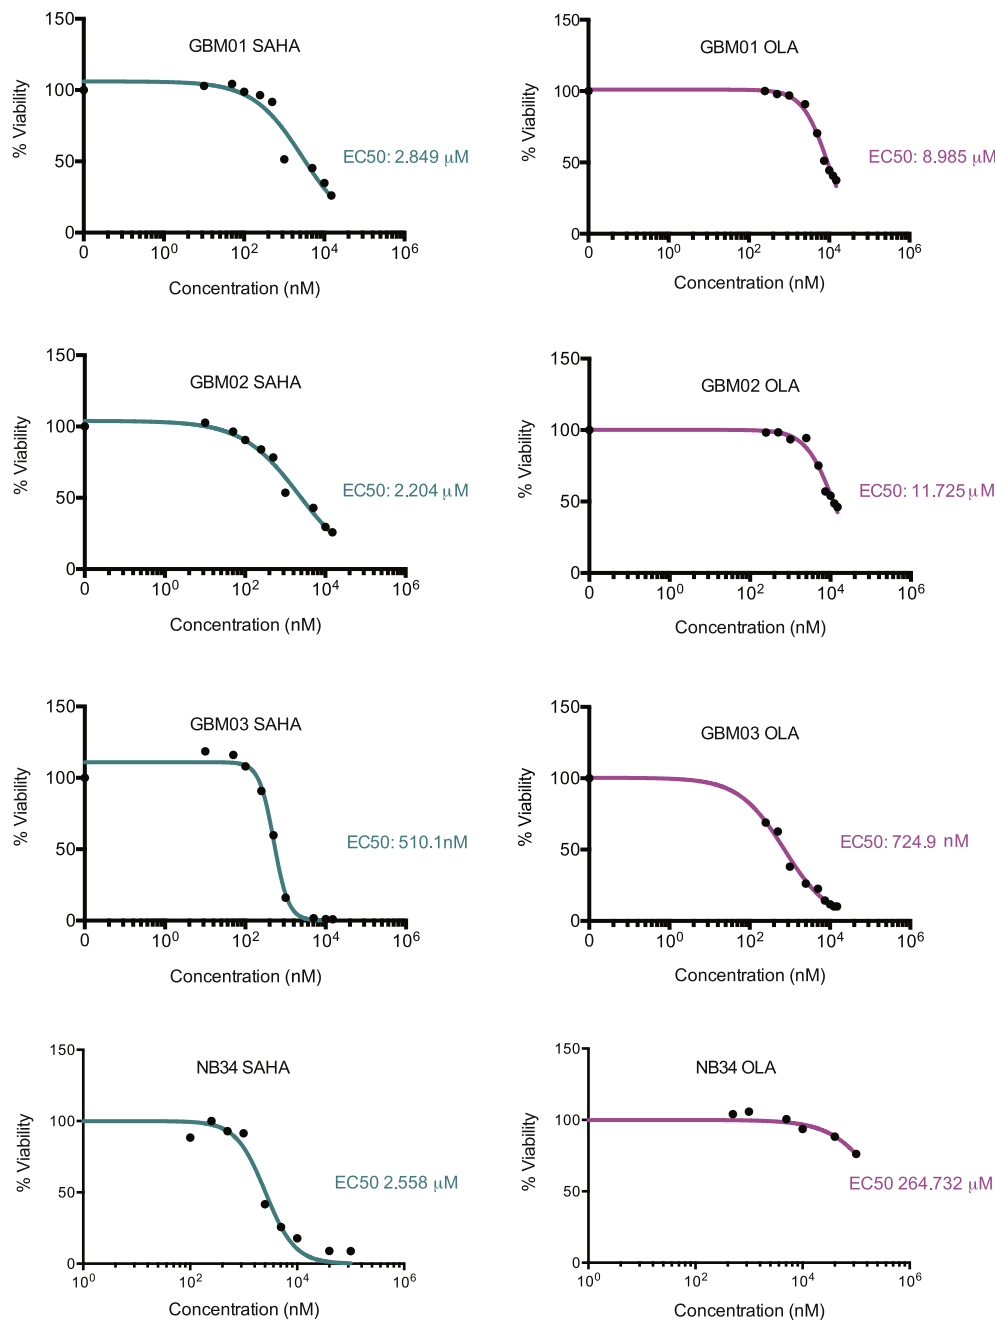 GBM01 SAHA
150
100
50
0
% Viability
EC50: 2.849 µM
0 10^0 10^2 10^4 10^6
Concentration (nM)
GBM01 OLA
150
100
50
0
% Viability
EC50: 8.985 µM
0 10^0 10^2 10^4 10^6
Concentration (nM)
GBM02 SAHA
150
100
50
0
% Viability
EC50: 2.204 µM
0 10^0 10^2 10^4 10^6
Concentration (nM)
GBM02 OLA
150
100
50
0
% Viability
EC50: 11.725 µM
0 10^0 10^2 10^4 10^6
Concentration (nM)
GBM03 SAHA
150
100
50
0
% Viability
EC50: 510.1nM
0 10^0 10^2 10^4 10^6
Concentration (nM)
GBM03 OLA
150
100
50
0
% Viability
EC50: 724.9 nM
0 10^0 10^2 10^4 10^6
Concentration (nM)
NB34 SAHA
150
100
50
0
% Viability
EC50 2.558 µM
10^0 10^2 10^4 10^6
Concentration (nM)
NB34 OLA
150
100
50
0
% Viability
EC50 264.732 µM
10^0 10^2 10^4 10^6
Concentration (nM)